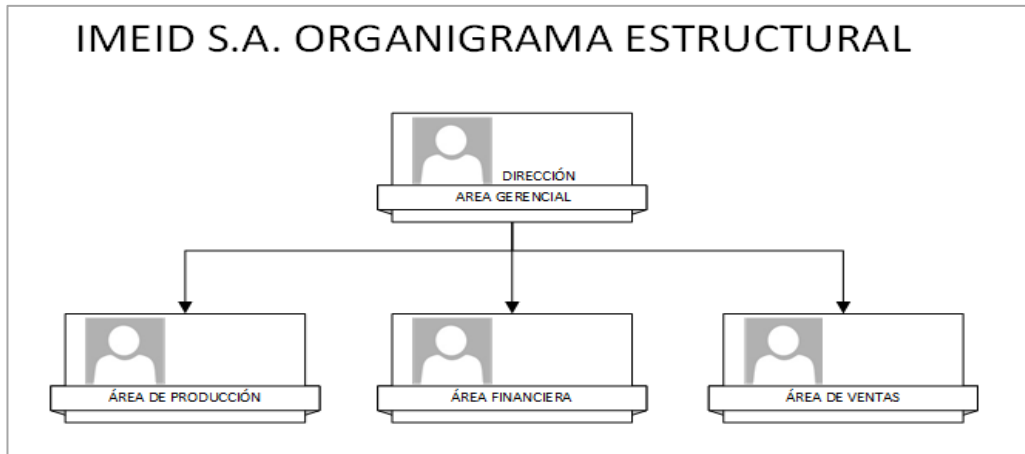 IMEID S.A. ORGANIGRAMA ESTRUCTURAL
DIRECCIÓN
AREA GERENCIAL
ÁREA DE PRODUCCIÓN
ÁREA FINANCIERA
ÁREA DE VENTAS